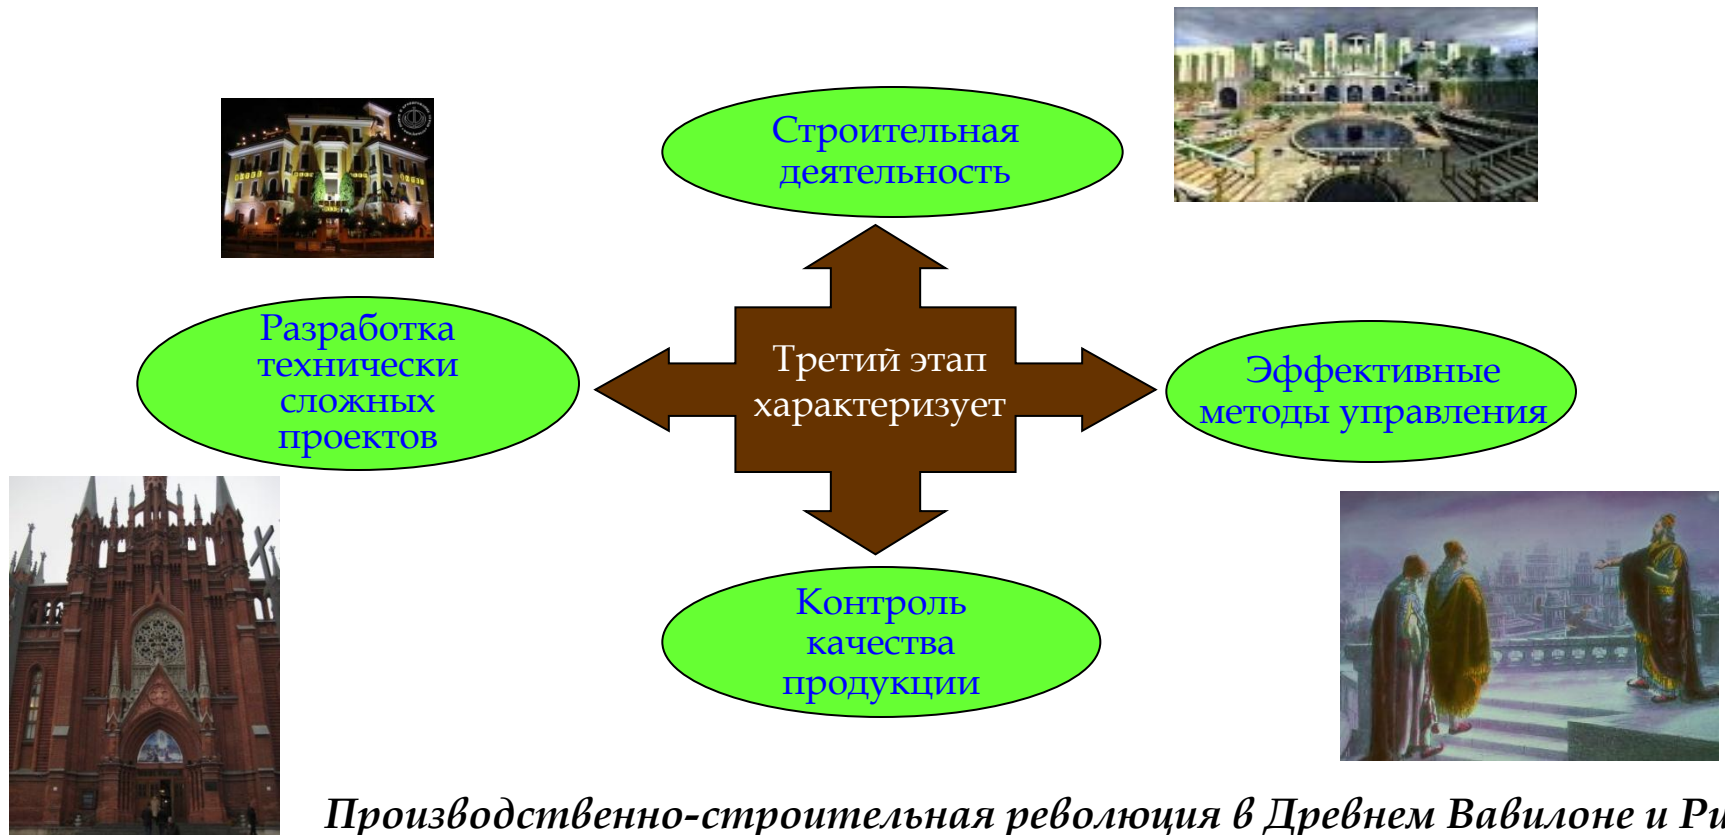 Строительная
деятельность
Разработка
технически
сложных
проектов
Третий этап
характеризует
Эффективные
методы управления
Контроль
качества
продукции
Производственно-строительная революция в Древнем Вавилоне и Ри